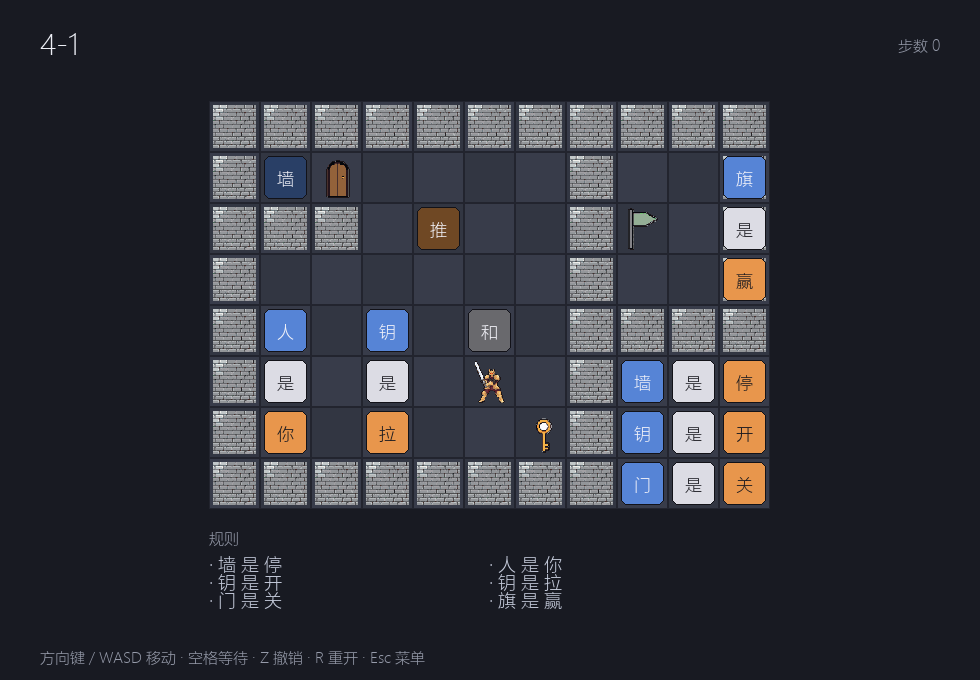 4-1
步数 0
墙 旗
推 是
赢
人 钥 和
是 是 墙 是 停
你 拉 钥 是 开
门 是 关
规则
· 墙 是 停 · 人 是 你
· 钥 是 开 · 钥 是 拉
· 门 是 关 · 旗 是 赢
方向键 / WASD 移动 · 空格等待 · Z 撤销 · R 重开 · Esc 菜单